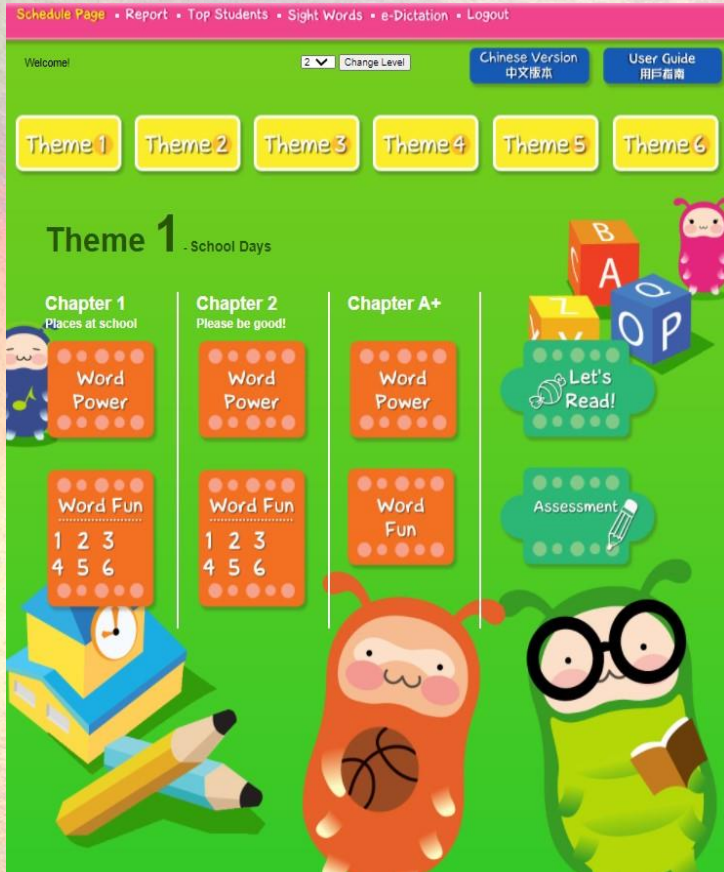 Schedule Page • Report • Top Students • Sight Words • e-Dictation • Logout
Welcome!
2 Change Level
Chinese Version
中文版本
User Guide
用戶指南
Theme 1
Theme 2
Theme 3
Theme 4
Theme 5
Theme 6
Theme 1 - School Days
Chapter 1
Places at school
Word
Power
Word Fun
1 2 3
4 5 6
Chapter 2
Please be good!
Word
Power
Word Fun
1 2 3
4 5 6
Chapter A+
Word
Power
Word
Fun
Let's
Read!
Assessment
B
A
Z
Q
O P